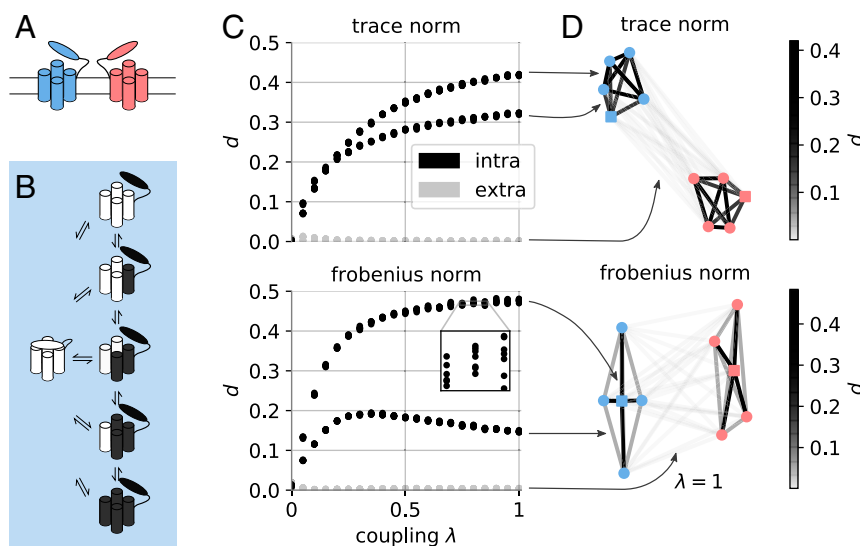 A
B
C
trace norm
d
0.5
0.4
0.3
0.2
0.1
0.0
intra
extra
frobenius norm
d
0.5
0.4
0.3
0.2
0.1
0.0
0
0.5
1
coupling λ
D
trace norm
0.4
0.3
0.2
0.1
d
frobenius norm
λ = 1
0.4
0.3
0.2
0.1
d